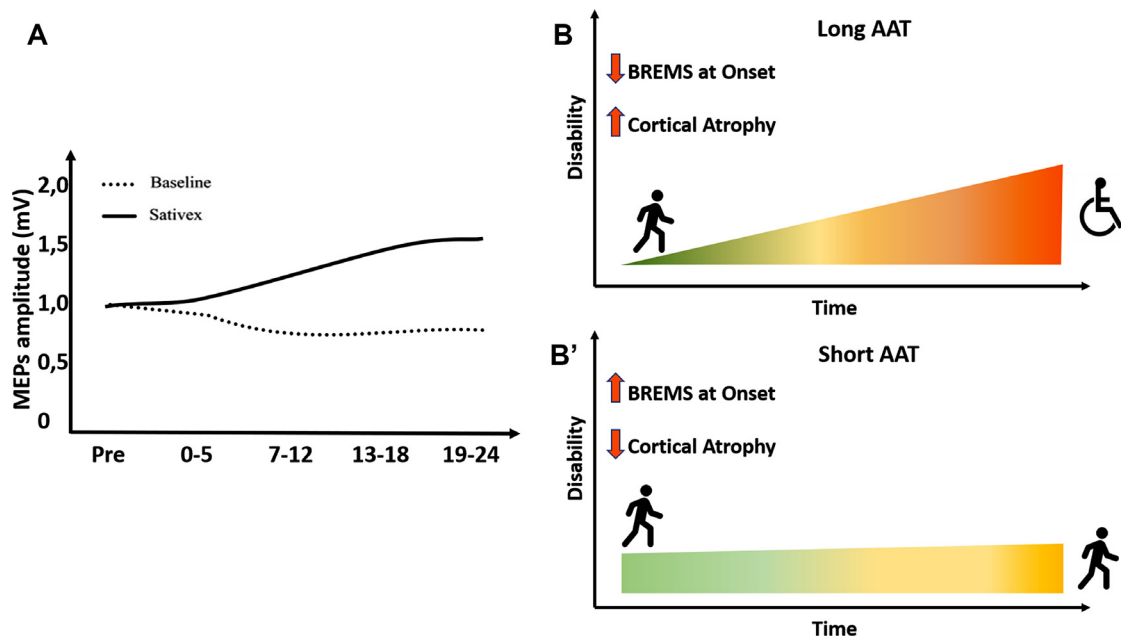 A
MEPs amplitude (mV)
2,0
1,5
1,0
0,5
0
Baseline
Sativex
Pre
0-5
7-12
13-18
19-24
B
Long AAT
Disability
BREMS at Onset
Cortical Atrophy
Time
B’
Short AAT
Disability
BREMS at Onset
Cortical Atrophy
Time